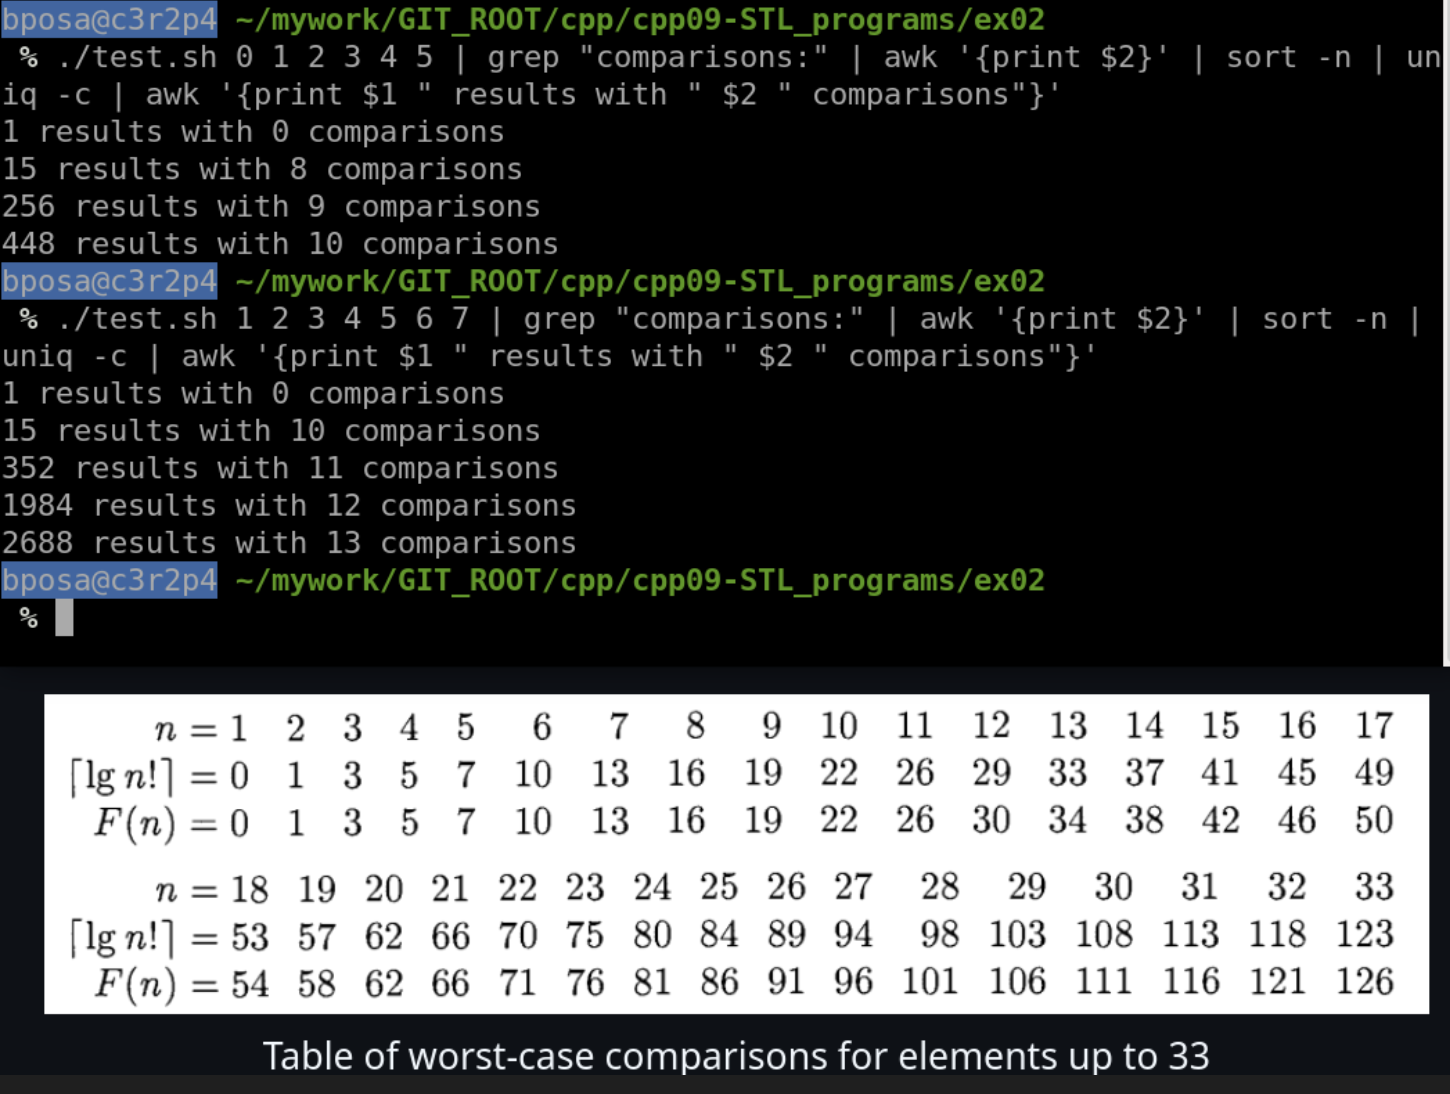 bposa@c3r2p4 ~/mywork/GIT_ROOT/cpp/cpp09-STL_programs/ex02
% ./test.sh 0 1 2 3 4 5 | grep "comparisons:" | awk '{print $2}' | sort -n | un
iq -c | awk '{print $1 " results with " $2 " comparisons"}'
1 results with 0 comparisons
15 results with 8 comparisons
256 results with 9 comparisons
448 results with 10 comparisons
bposa@c3r2p4 ~/mywork/GIT_ROOT/cpp/cpp09-STL_programs/ex02
% ./test.sh 1 2 3 4 5 6 7 | grep "comparisons:" | awk '{print $2}' | sort -n |
uniq -c | awk '{print $1 " results with " $2 " comparisons"}'
1 results with 0 comparisons
15 results with 10 comparisons
352 results with 11 comparisons
1984 results with 12 comparisons
2688 results with 13 comparisons
bposa@c3r2p4 ~/mywork/GIT_ROOT/cpp/cpp09-STL_programs/ex02
%
n = 1 2 3 4 5 6 7 8 9 10 11 12 13 14 15 16 17
⌈lg n!⌉ = 0 1 3 5 7 10 13 16 19 22 26 29 33 37 41 45 49
F(n) = 0 1 3 5 7 10 13 16 19 22 26 30 34 38 42 46 50
n = 18 19 20 21 22 23 24 25 26 27 28 29 30 31 32 33
⌈lg n!⌉ = 53 57 62 66 70 75 80 84 89 94 98 103 108 113 118 123
F(n) = 54 58 62 66 71 76 81 86 91 96 101 106 111 116 121 126
Table of worst-case comparisons for elements up to 33